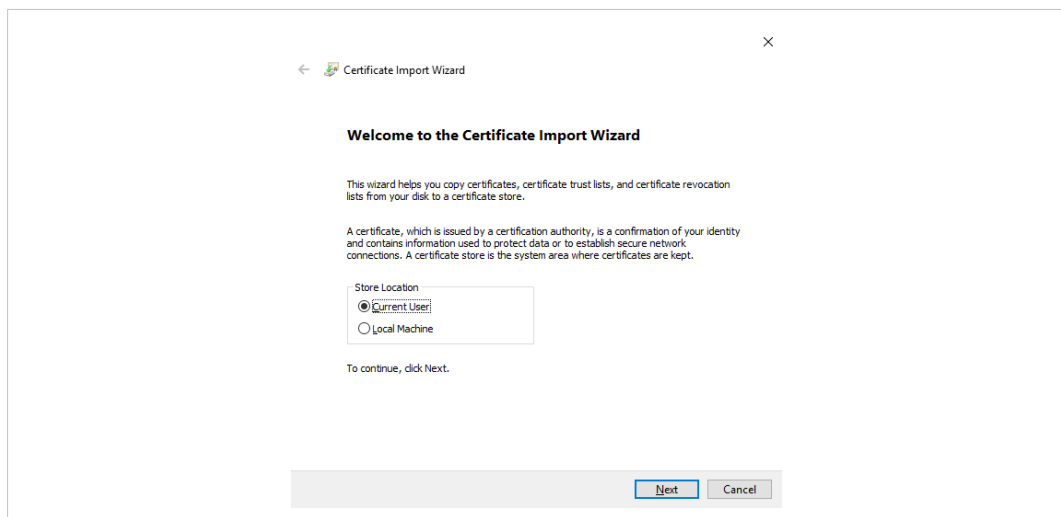 Certificate Import Wizard
Welcome to the Certificate Import Wizard
This wizard helps you copy certificates, certificate trust lists, and certificate revocation
lists from your disk to a certificate store.
A certificate, which is issued by a certification authority, is a confirmation of your identity
and contains information used to protect data or to establish secure network
connections. A certificate store is the system area where certificates are kept.
Store Location
Current User
Local Machine
To continue, click Next.
Next Cancel